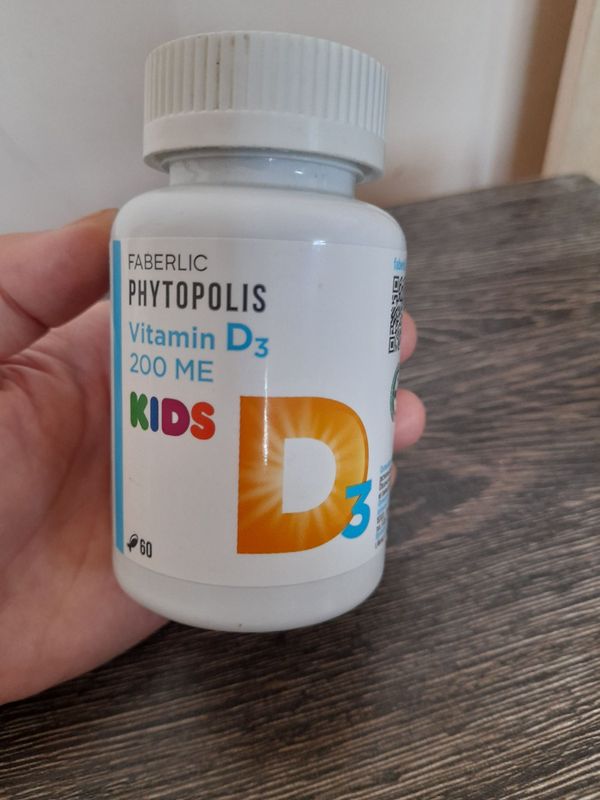 FABERLIC
PHYTOPOLIS
Vitamin D3
200 ME
KIDS
D3
60